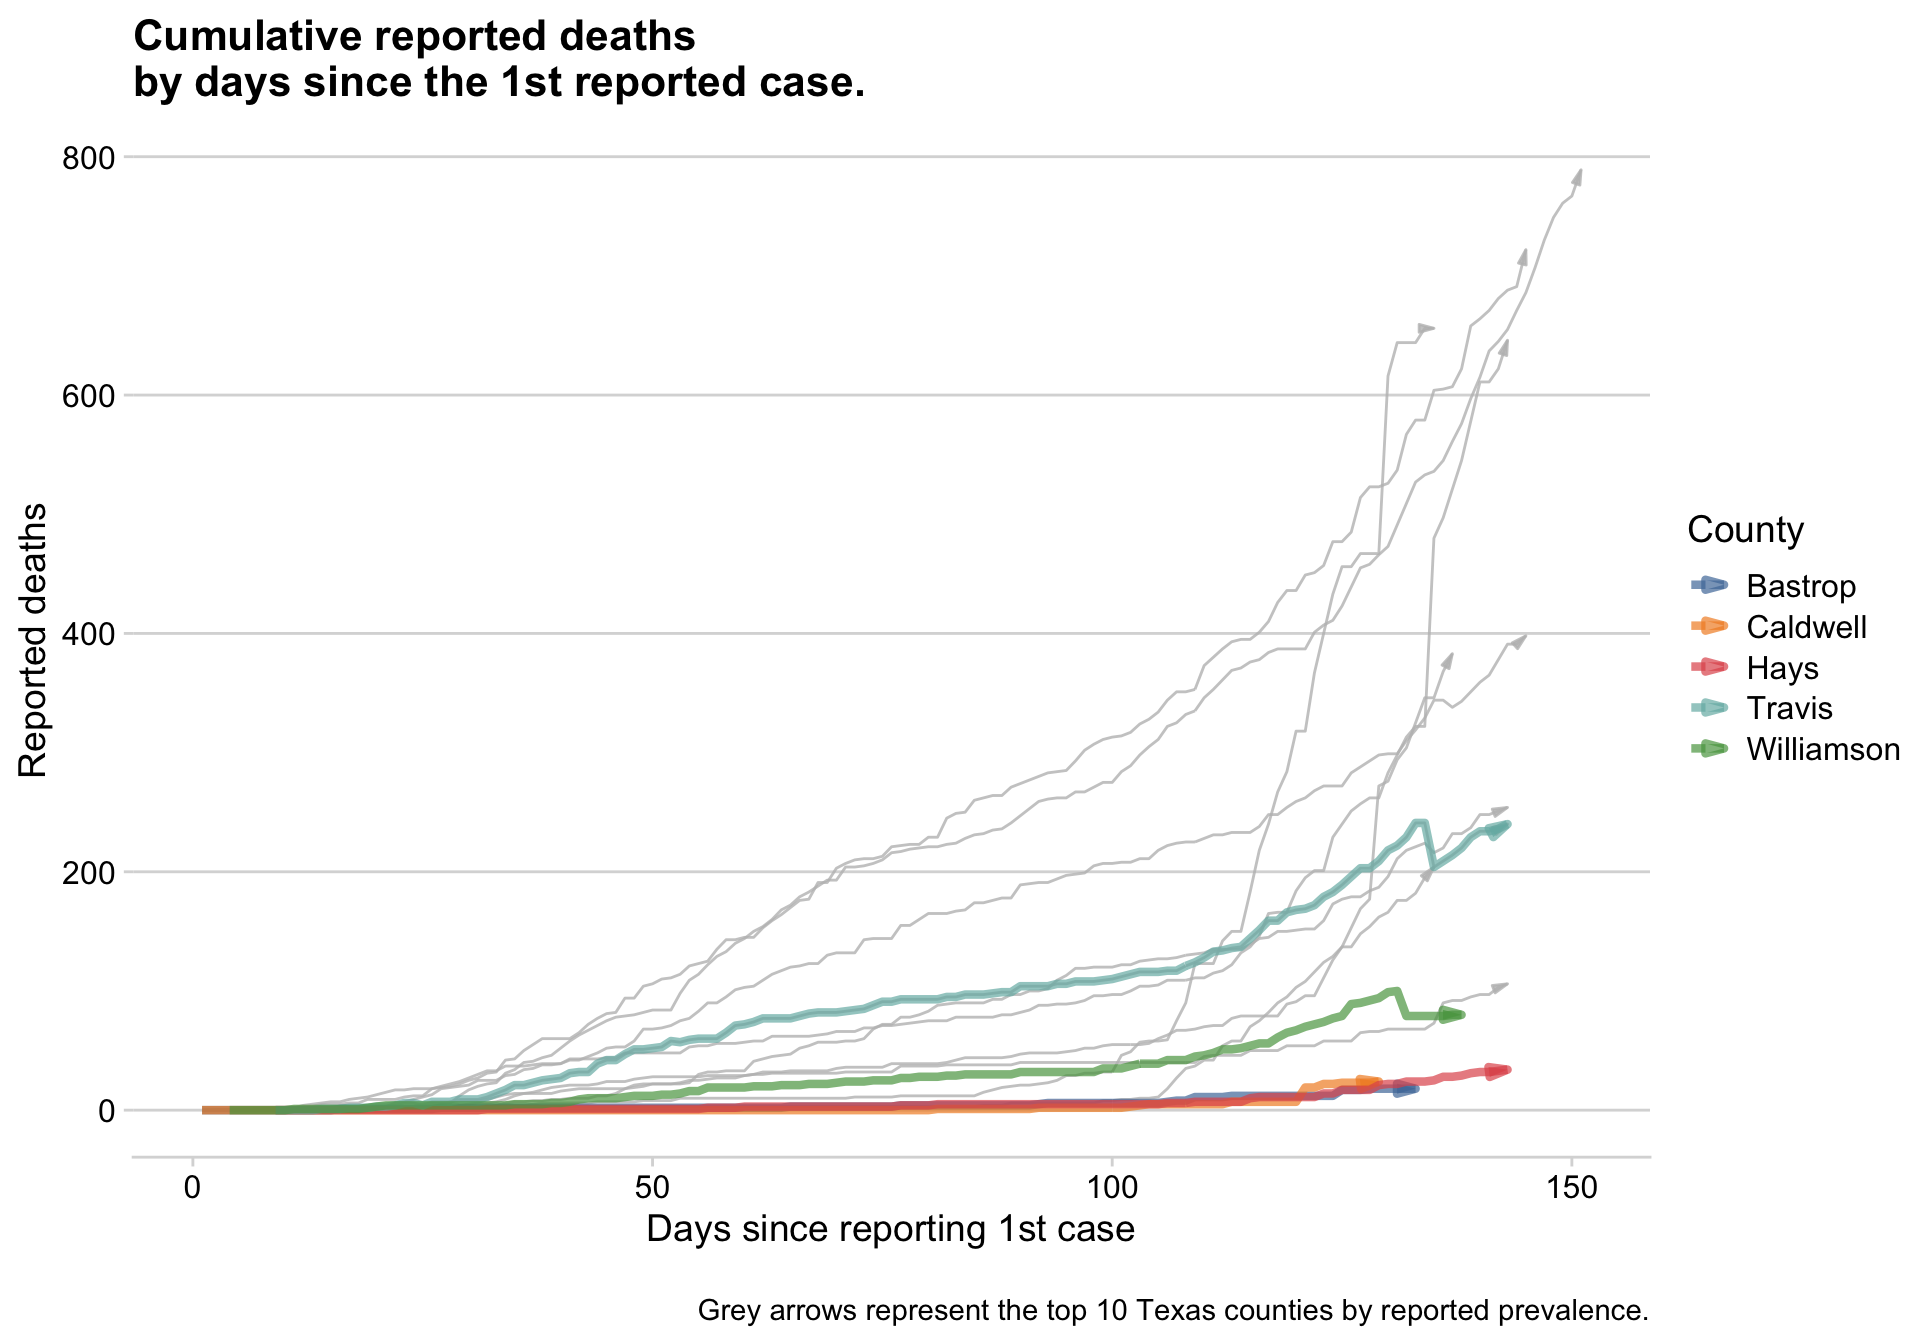 Cumulative reported deaths
by days since the 1st reported case.
800
600
400
200
0
Reported deaths
0 50 100 150
Days since reporting 1st case
County
Bastrop
Caldwell
Hays
Travis
Williamson
Grey arrows represent the top 10 Texas counties by reported prevalence.